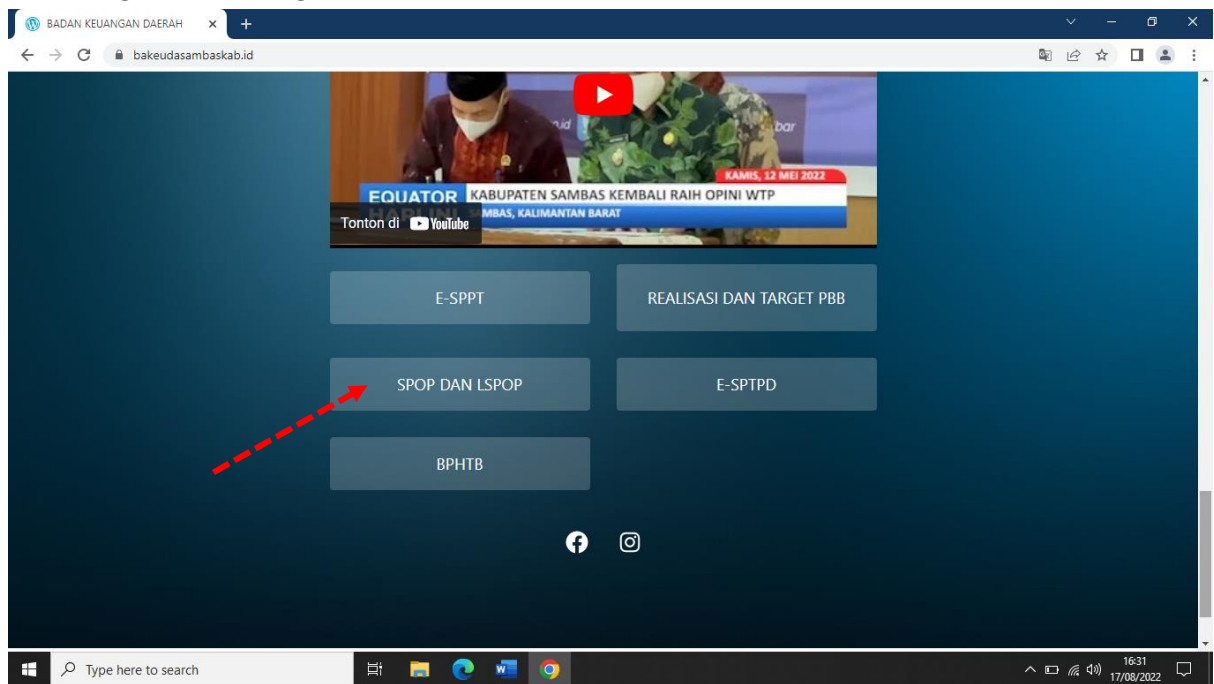 BADAN KEUANGAN DAERAH
bakeudasambaskab.id
bar
KAMIS, 12 MEI 2022
EQUATOR KABUPATEN SAMBAS KEMBALI RAIH OPINI WTP
SAMBAS, KALIMANTAN BARAT
Tonton di YouTube
E-SPPT
REALISASI DAN TARGET PBB
SPOP DAN LSPOP
E-SPTPD
BPHTB
Type here to search
16:31
17/08/2022